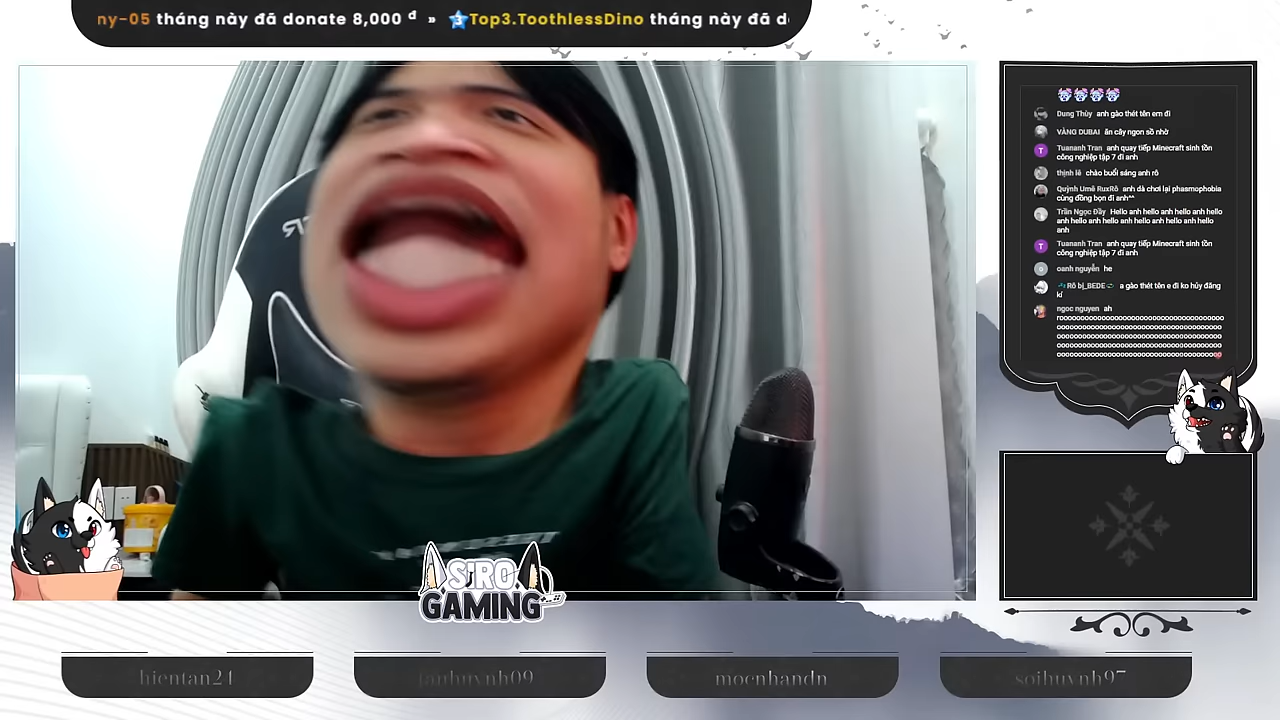 ny-05 tháng này đã donate 8,000 ₫ » 3 Top3.ToothlessDino tháng này đã d
Dung Thùy anh gào thét tên em đi
VÀNG DUBAI ăn cây ngon sồ nhờ
Tuananh Tran anh quay tiếp Minecraft sinh tồn
công nghiệp tập 7 đi anh
thịnh lê chào buổi sáng anh rô
Quỳnh Umê RuxRô anh đà chơi lại phasmophobia
cùng đồng bọn đi anh^^
Trần Ngọc Đầy Hello anh hello anh hello anh hello
anh hello anh hello anh hello anh hello anh hello
anh
Tuananh Tran anh quay tiếp Minecraft sinh tồn
công nghiệp tập 7 đi anh
oanh nguyễn he
Rô bị_BEDE a gào thét tên e đi ko hủy đăng
kí
ngoc nguyen ah
SIRO
GAMING
hientan24
janhuynh09
mocnhandn
soihuynh97